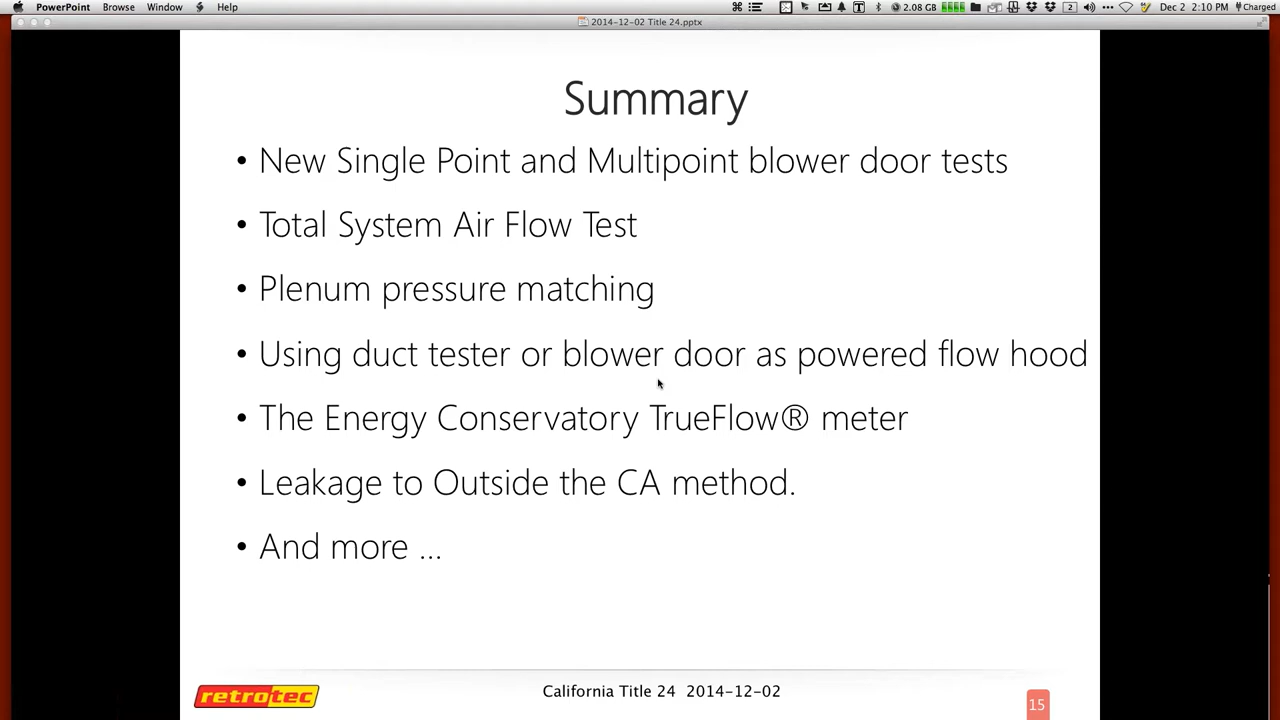 PowerPoint Browse Window Help 2.08 GB 2 Dec 2 2:10 PM Charged
2014-12-02 Title 24.pptx
Summary
• New Single Point and Multipoint blower door tests
• Total System Air Flow Test
• Plenum pressure matching
• Using duct tester or blower door as powered flow hood
• The Energy Conservatory TrueFlow® meter
• Leakage to Outside the CA method.
• And more ...
retrotec
California Title 24 2014-12-02
15